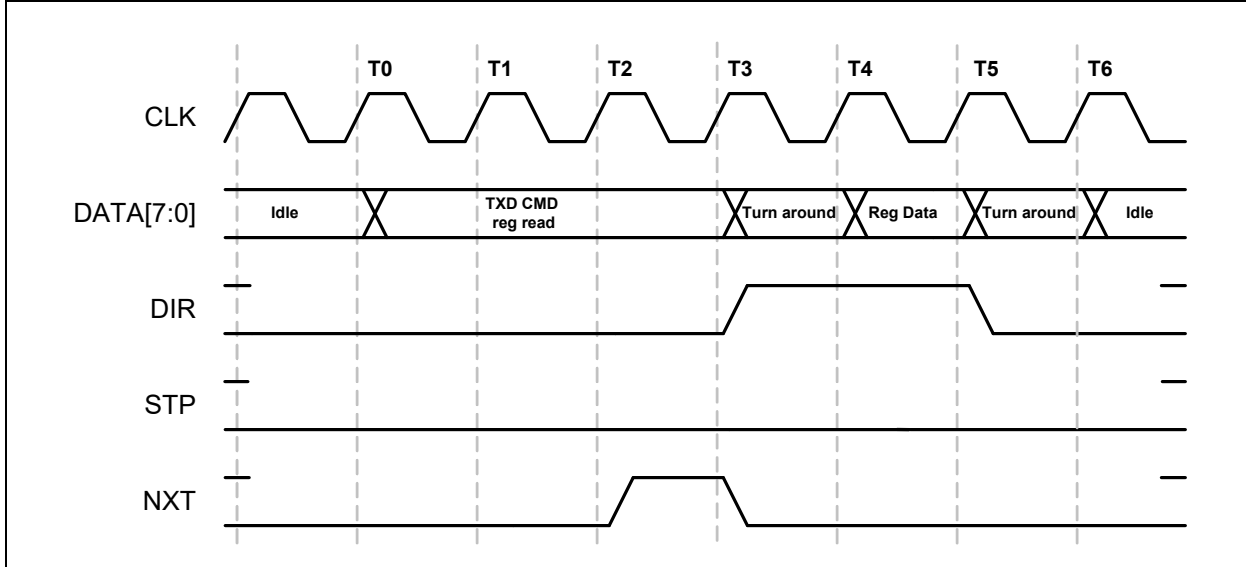 T0 T1 T2 T3 T4 T5 T6
CLK
DATA[7:0]
Idle
TXD CMD
reg read
Turn around
Reg Data
Turn around
Idle
DIR
STP
NXT